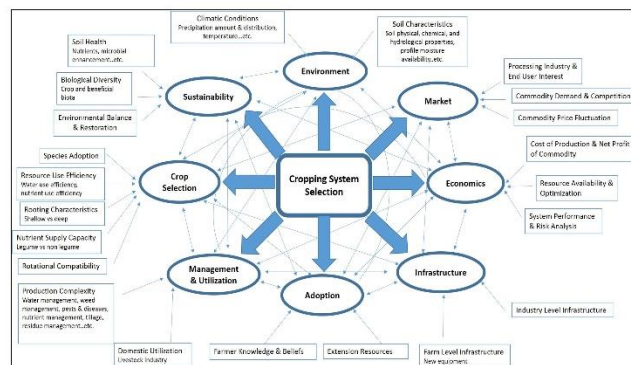 Climatic Conditions
Precipitation amount & distribution,
temperature...etc.
Soil Characteristics
Soil physical, chemical, and
hydrological properties,
profile moisture
availability,.etc.
Soil Health
Nutrients, microbial
enhancement..etc.
Biological Diversity
Crop and beneficial
biota
Environmental Balance
& Restoration
Environment
Sustainability
Market
Processing Industry &
End User Interest
Commodity Demand & Competition
Commodity Price Fluctuation
Species Adoption
Resource Use Efficiency
Water use efficiency,
nutrient use efficiency
Rooting Characteristics
Shallow vs deep
Nutrient Supply Capacity
Legume vs non legume
Rotational Compatibility
Crop
Selection
Cropping System
Selection
Economics
Cost of Production & Net Profit
of Commodity
Resource Availability &
Optimization
System Performance
& Risk Analysis
Management
& Utilization
Adoption
Infrastructure
Production Complexity
Water management, weed
management, pests & diseases,
nutrient management, tillage,
residue management...etc.
Domestic Utilization
Livestock Industry
Farmer Knowledge & Beliefs
Extension Resources
Farm Level Infrastructure
New equipment
Industry Level Infrastructure